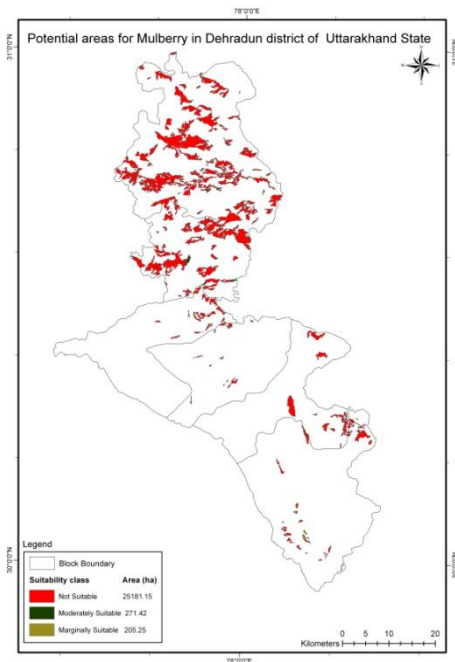 78°0'0"E
Potential areas for Mulberry in Dehradun district of Uttarakhand State
31°0'0"N
N
30°0'0"N
Legend
Block Boundary
Suitability class Area (ha)
Not Suitable 25181.15
Moderately Suitable 271.42
Marginally Suitable 205.25
Kilometers 0 5 10 20
78°0'0"E